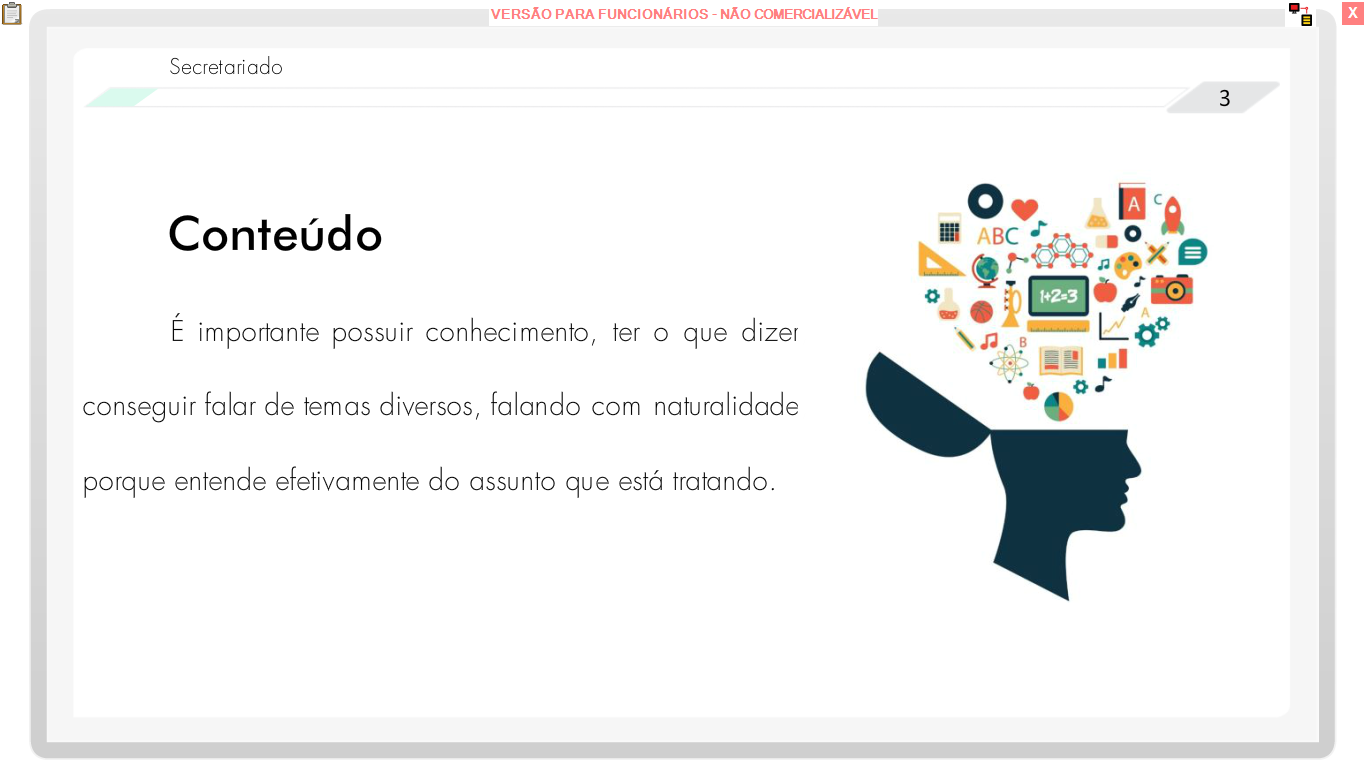 VERSÃO PARA FUNCIONÁRIOS - NÃO COMERCIALIZÁVEL
X
Secretariado
3
Conteúdo
É importante possuir conhecimento, ter o que dizer
conseguir falar de temas diversos, falando com naturalidade
porque entende efetivamente do assunto que está tratando.
A
C
ABC
1+2=3
A
B